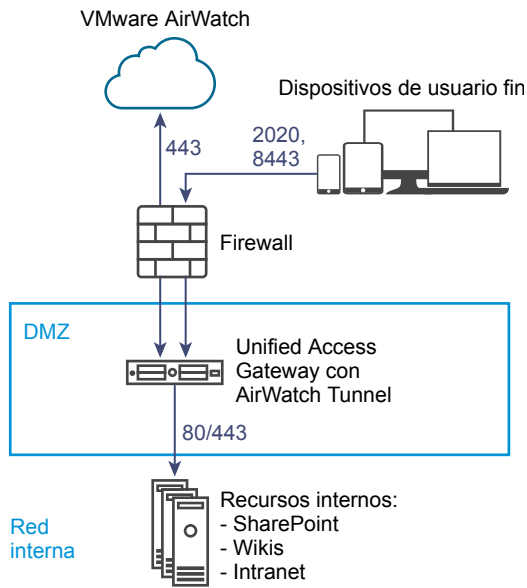 VMware AirWatch
Dispositivos de usuario fin
443
2020,
8443
Firewall
DMZ
Unified Access
Gateway con
AirWatch Tunnel
80/443
Red
interna
Recursos internos:
- SharePoint
- Wikis
- Intranet